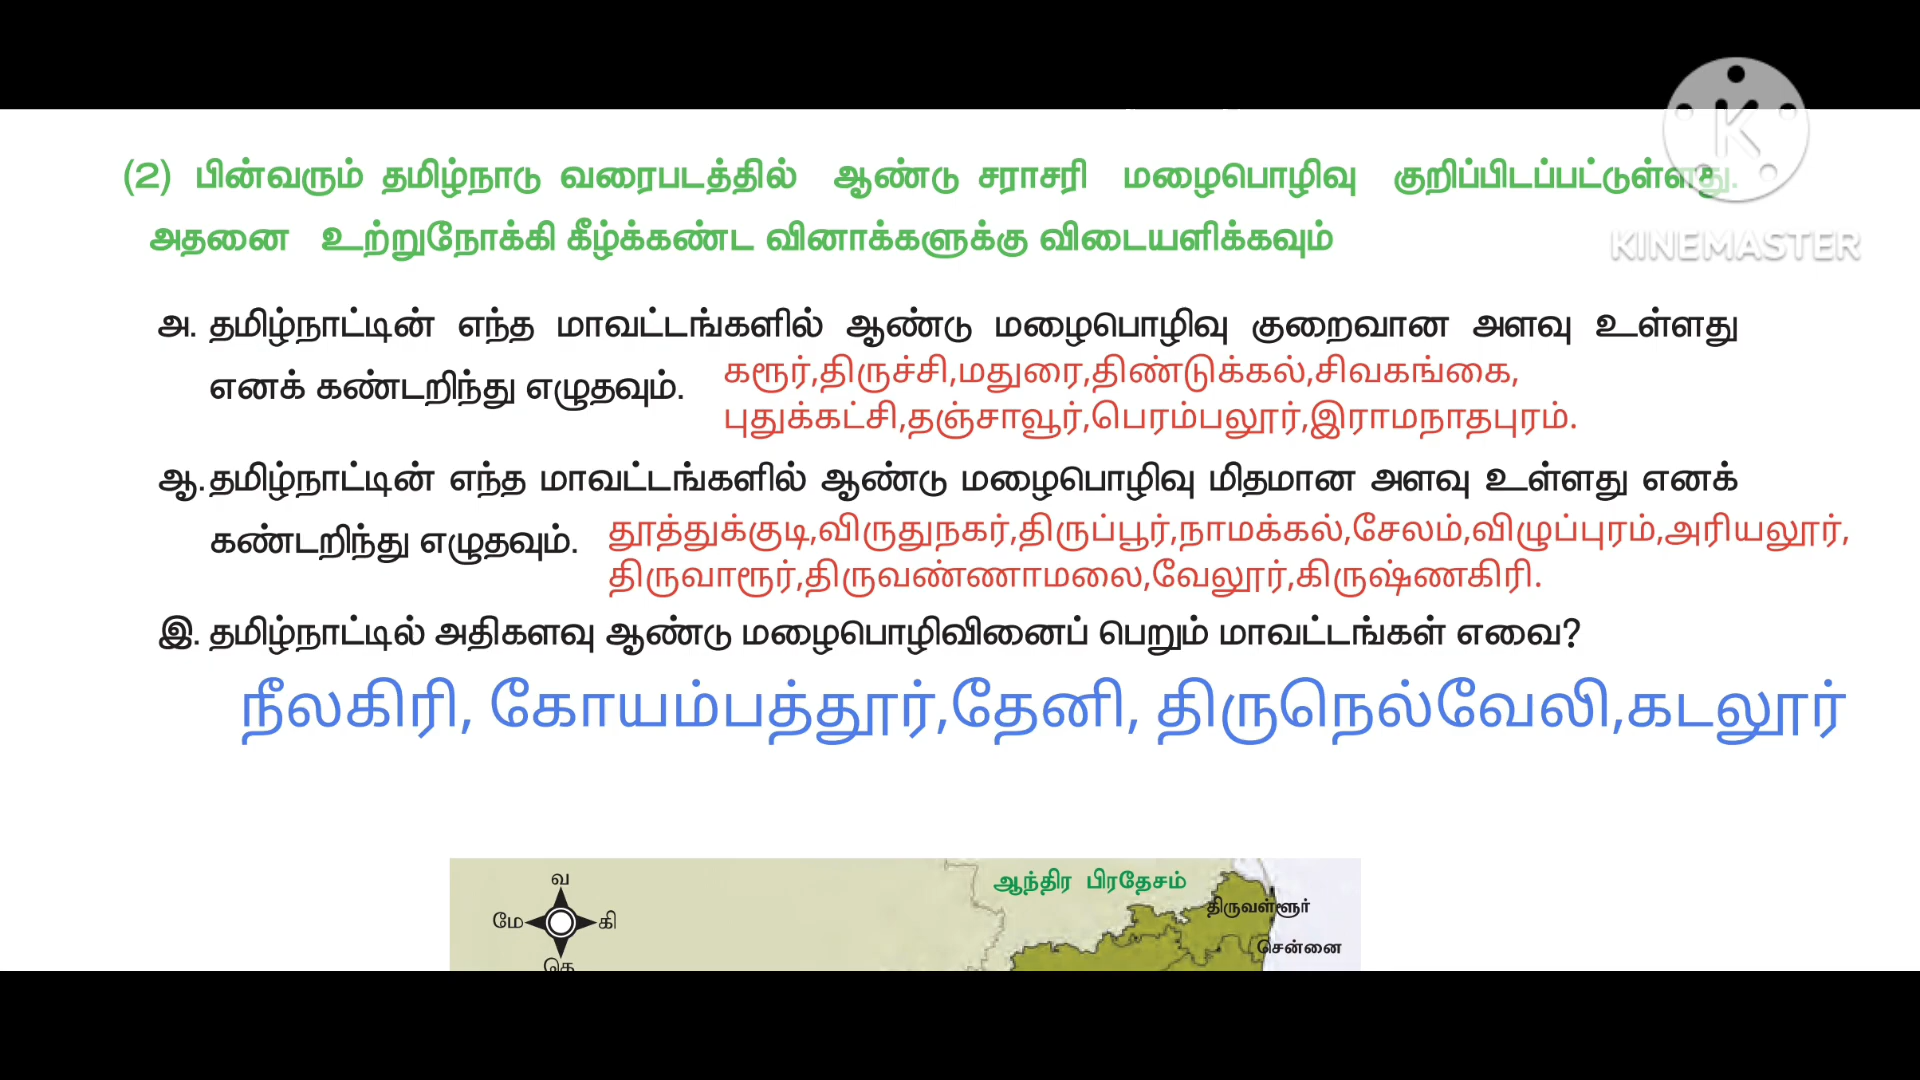 (2) பின்வரும் தமிழ்நாடு வரைபடத்தில் ஆண்டு சராசரி மழைபொழிவு குறிப்பிடப்பட்டுள்ளது.
அதனை உற்றுநோக்கி கீழ்க்கண்ட வினாக்களுக்கு விடையளிக்கவும்
KINEMASTER
அ. தமிழ்நாட்டின் எந்த மாவட்டங்களில் ஆண்டு மழைபொழிவு குறைவான அளவு உள்ளது
எனக் கண்டறிந்து எழுதவும்.
கரூர்,திருச்சி,மதுரை,திண்டுக்கல்,சிவகங்கை,
புதுக்கட்சி,தஞ்சாவூர்,பெரம்பலூர்,இராமநாதபுரம்.
ஆ.தமிழ்நாட்டின் எந்த மாவட்டங்களில் ஆண்டு மழைபொழிவு மிதமான அளவு உள்ளது எனக்
கண்டறிந்து எழுதவும்.
தூத்துக்குடி,விருதுநகர்,திருப்பூர்,நாமக்கல்,சேலம்,விழுப்புரம்,அரியலூர்,
திருவாரூர்,திருவண்ணாமலை,வேலூர்,கிருஷ்ணகிரி.
இ. தமிழ்நாட்டில் அதிகளவு ஆண்டு மழைபொழிவினைப் பெறும் மாவட்டங்கள் எவை?
நீலகிரி, கோயம்பத்தூர்,தேனி, திருநெல்வேலி,கடலூர்
வ
ஆந்திர பிரதேசம்
திருவள்ளூர்
மே கி
சென்னை
தெ